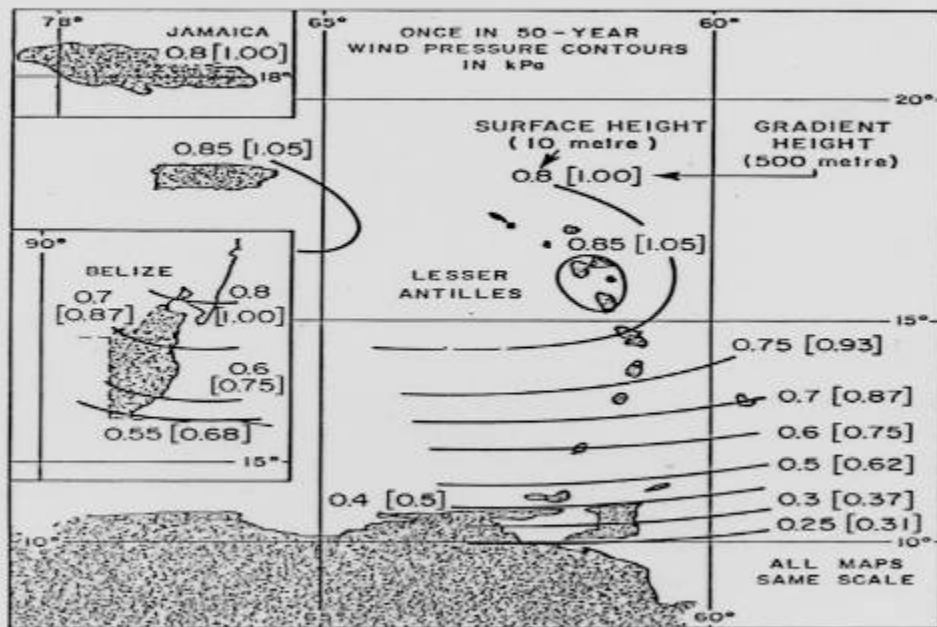 78°
65°
60°
JAMAICA
0.8 [1.00]
18°
ONCE IN 50-YEAR
WIND PRESSURE CONTOURS
IN kPa
20°
SURFACE HEIGHT
(10 metre)
GRADIENT
HEIGHT
(500 metre)
0.85 [1.05]
0.8 [1.00]
90°
0.85 [1.05]
BELIZE
LESSER
ANTILLES
0.7
[0.87]
0.8
[1.00]
15°
0.75 [0.93]
0.6
[0.75]
0.7 [0.87]
0.55 [0.68]
0.6 [0.75]
15°
0.5 [0.62]
0.4 [0.5]
0.3 [0.37]
0.25 [0.31]
10°
10°
ALL MAPS
SAME SCALE
65°
60°